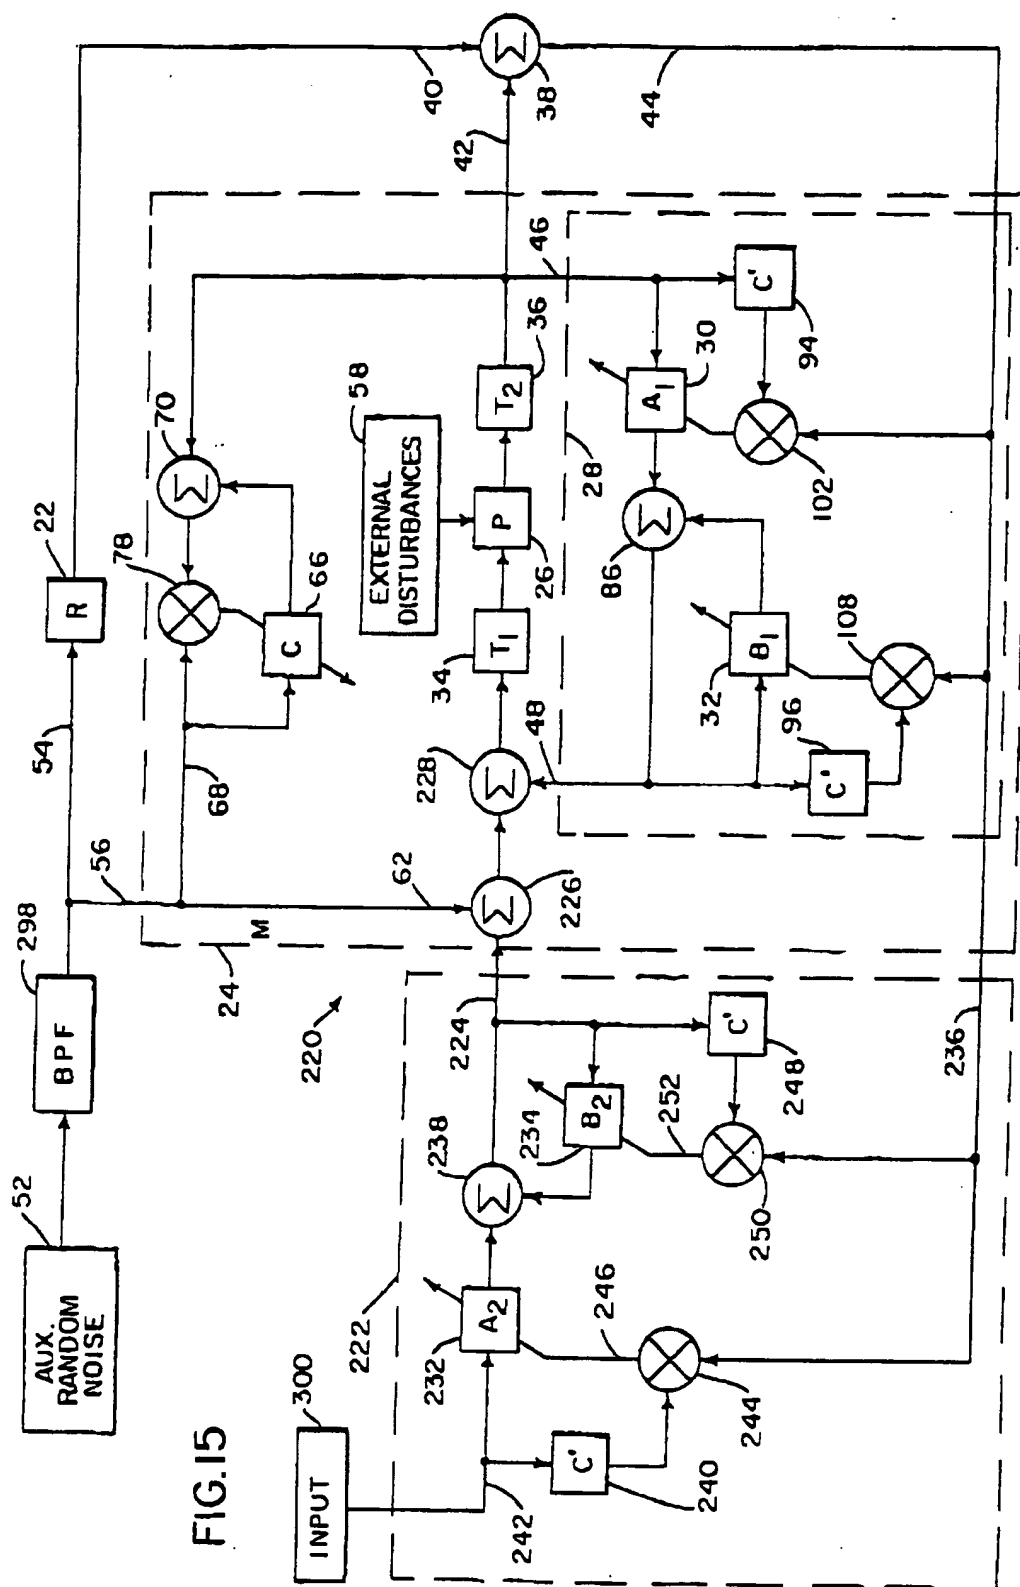 FIG.15
AUX.
RANDOM
NOISE
52
BPF
298
54
R
22
40
Σ
38
44
42
56
68
78
70
Σ
C
66
62
M
24
220
EXTERNAL
DISTURBANCES
58
226
Σ
228
Σ
T1
34
P
26
T2
36
46
48
28
A1
30
C'
94
102
Σ
86
B1
32
108
C'
96
INPUT
300
222
242
A2
232
C'
240
244
246
Σ
238
224
B2
234
252
C'
248
250
236